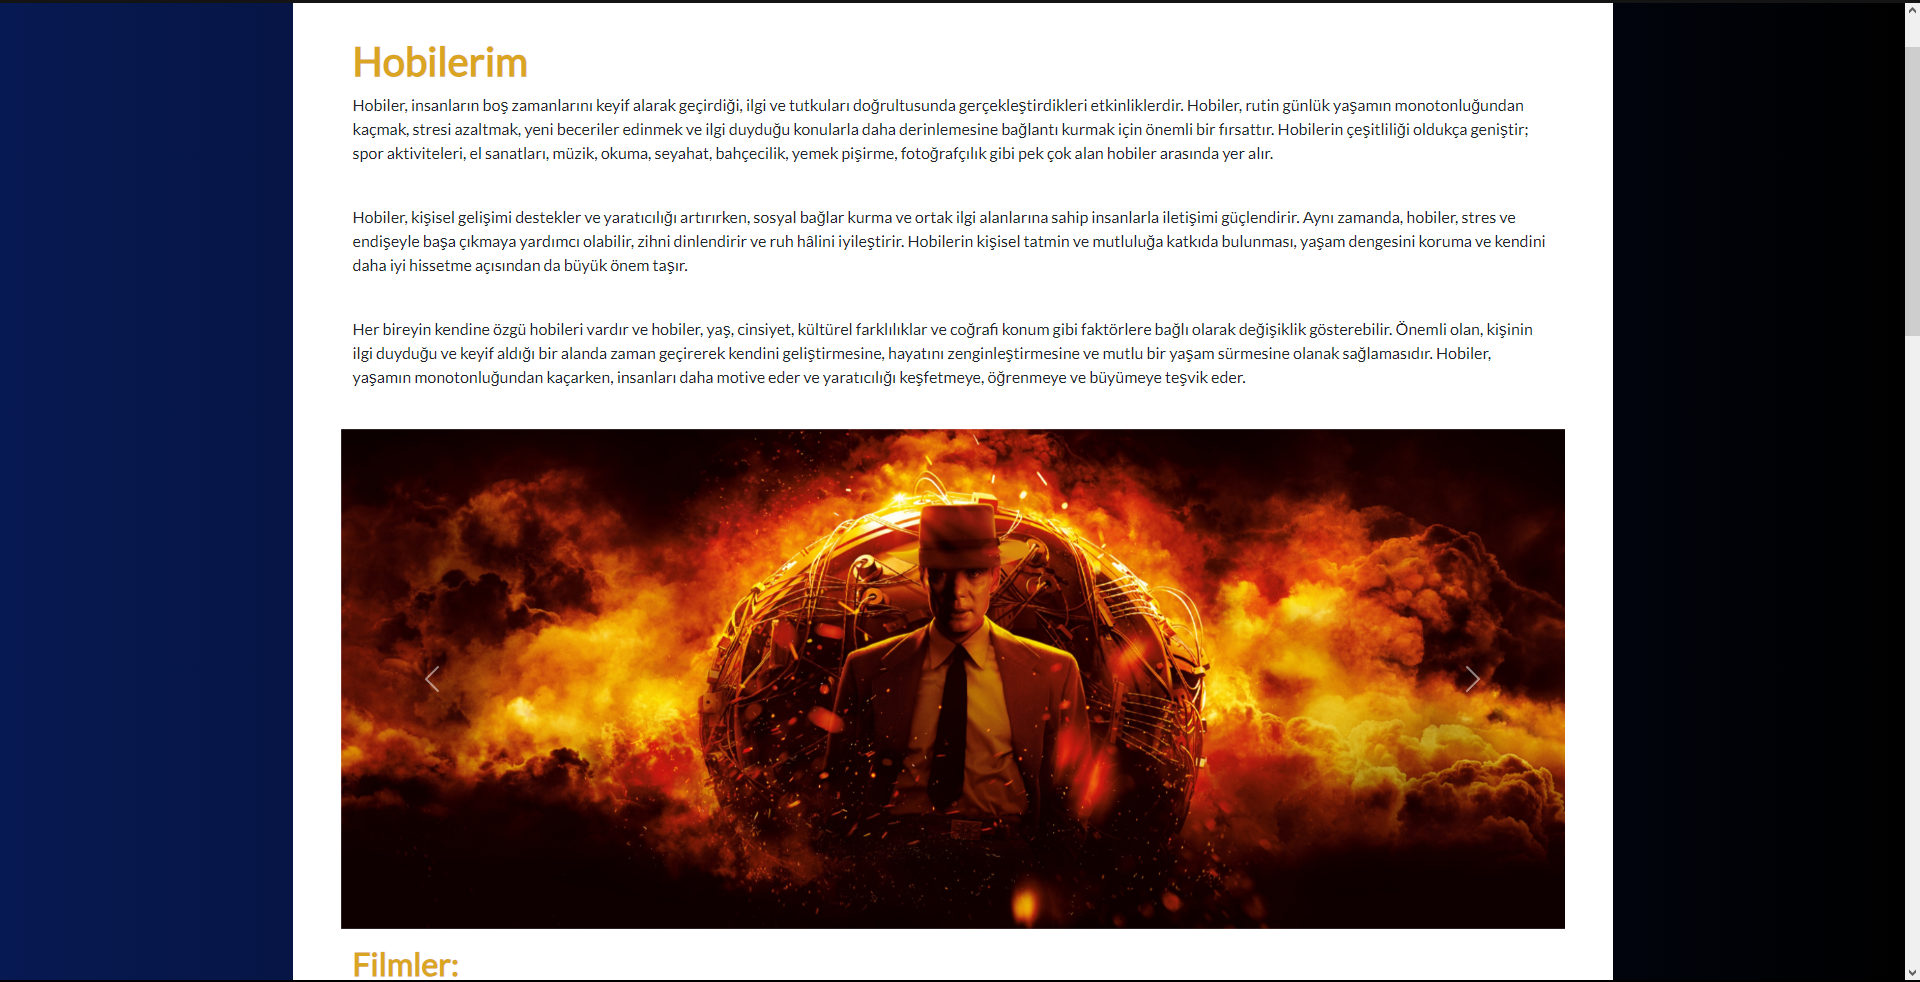 Hobilerim
Hobiler, insanların boş zamanlarını keyif alarak geçirdiği, ilgi ve tutkuları doğrultusunda gerçekleştirdikleri etkinliklerdir. Hobiler, rutin günlük yaşamın monotonluğundan
kaçmak, stresi azaltmak, yeni beceriler edinmek ve ilgi duyduğu konularla daha derinlemesine bağlantı kurmak için önemli bir fırsattır. Hobilerin çeşitliliği oldukça geniştir;
spor aktiviteleri, el sanatları, müzik, okuma, seyahat, bahçecilik, yemek pişirme, fotoğrafçılık gibi pek çok alan hobiler arasında yer alır.
Hobiler, kişisel gelişimi destekler ve yaratıcılığı artırırken, sosyal bağlar kurma ve ortak ilgi alanlarına sahip insanlarla iletişimi güçlendirir. Aynı zamanda, hobiler, stres ve
endişeyle başa çıkmaya yardımcı olabilir, zihni dinlendirir ve ruh hâlini iyileştirir. Hobilerin kişisel tatmin ve mutluluğa katkıda bulunması, yaşam dengesini koruma ve kendini
daha iyi hissetme açısından da büyük önem taşır.
Her bireyin kendine özgü hobileri vardır ve hobiler, yaş, cinsiyet, kültürel farklılıklar ve coğrafi konum gibi faktörlere bağlı olarak değişiklik gösterebilir. Önemli olan, kişinin
ilgi duyduğu ve keyif aldığı bir alanda zaman geçirerek kendini geliştirmesine, hayatını zenginleştirmesine ve mutlu bir yaşam sürmesine olanak sağlamasıdır. Hobiler,
yaşamın monotonluğundan kaçarken, insanları daha motive eder ve yaratıcılığı keşfetmeye, öğrenmeye ve büyümeye teşvik eder.
Filmler: